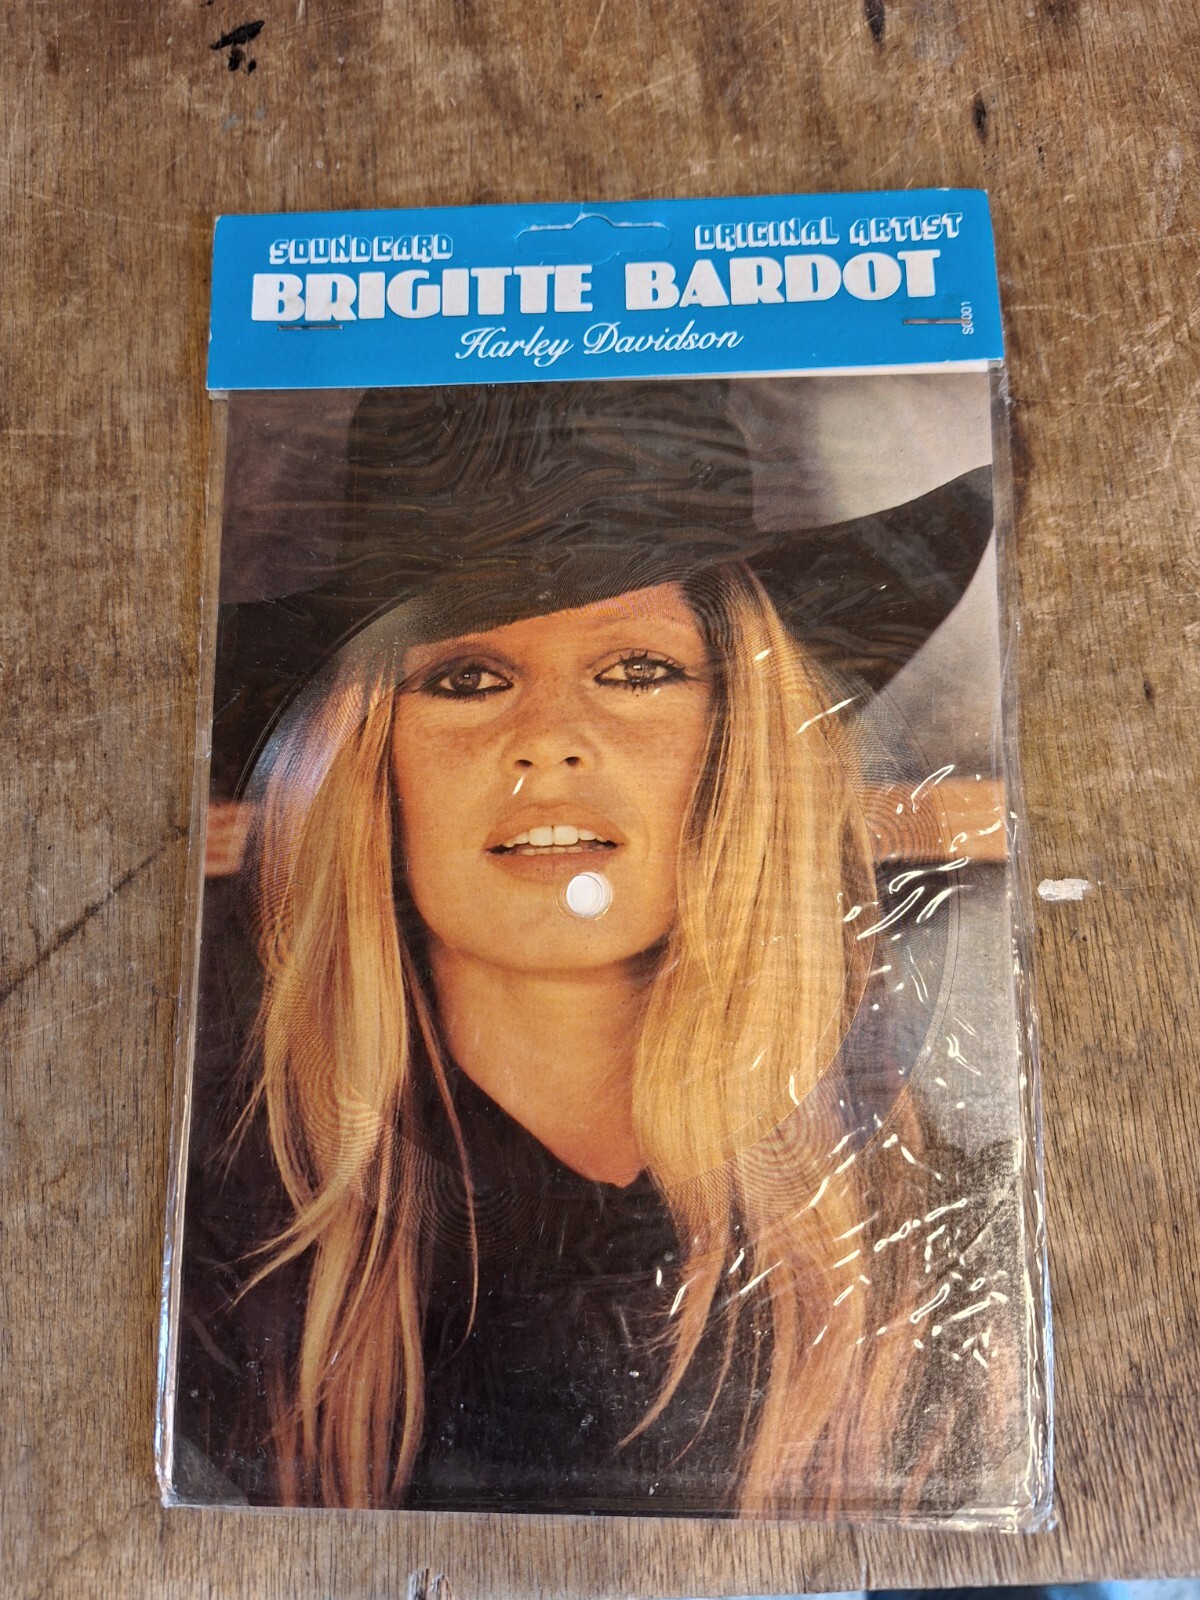 SOUNDCARD ORIGINAL ARTIST
BRIGITTE BARDOT
Harley Davidson